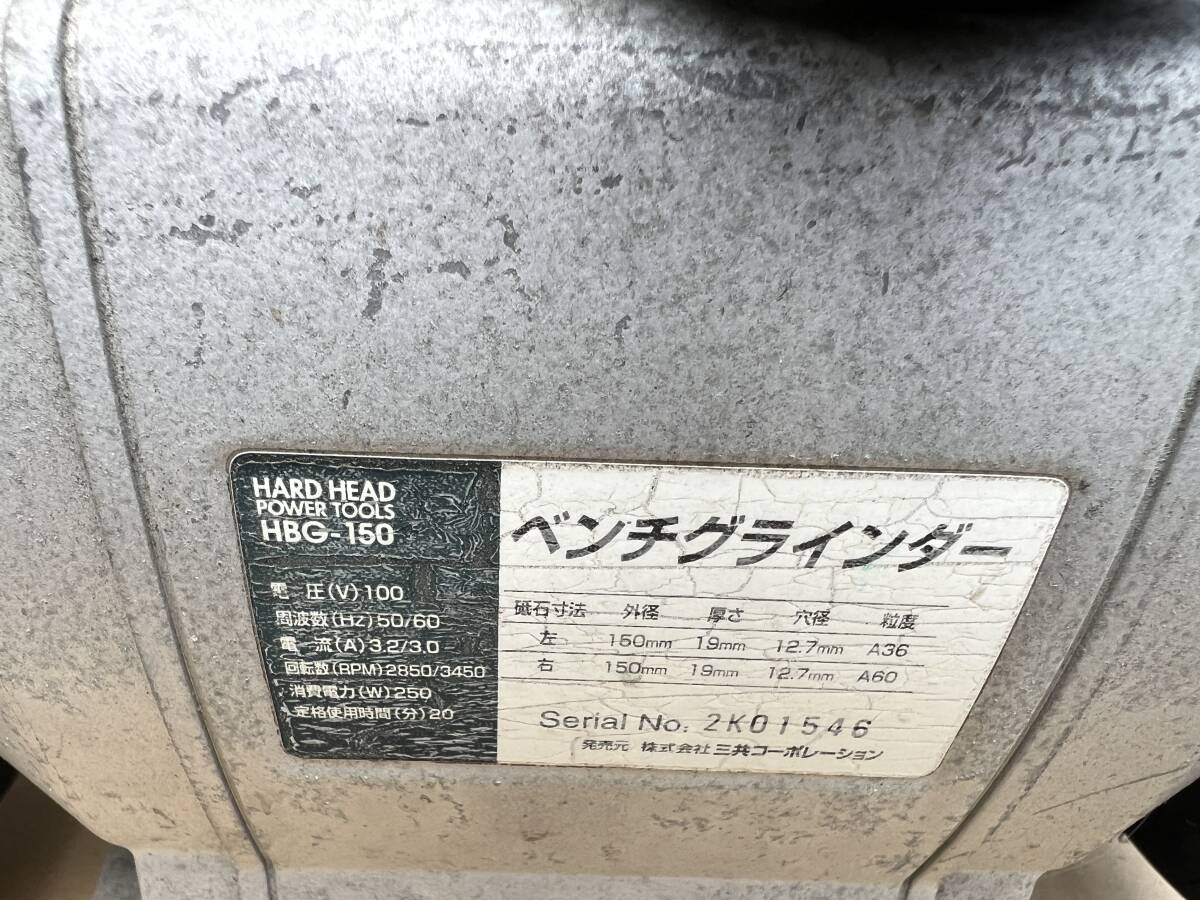 HARD HEAD
POWER TOOLS
HBG-150
電 圧(V)100
周波数(Hz)50/60
電 流(A)3.2/3.0
回転数(RPM)2850/3450
消費電力(W)250
定格使用時間(分)20
ベンチグラインダー
砥石寸法 外径 厚さ 穴径 粒度
左 150mm 19mm 12.7mm A36
右 150mm 19mm 12.7mm A60
Serial No. 2K01546
発売元 株式会社 三共コーポレーション